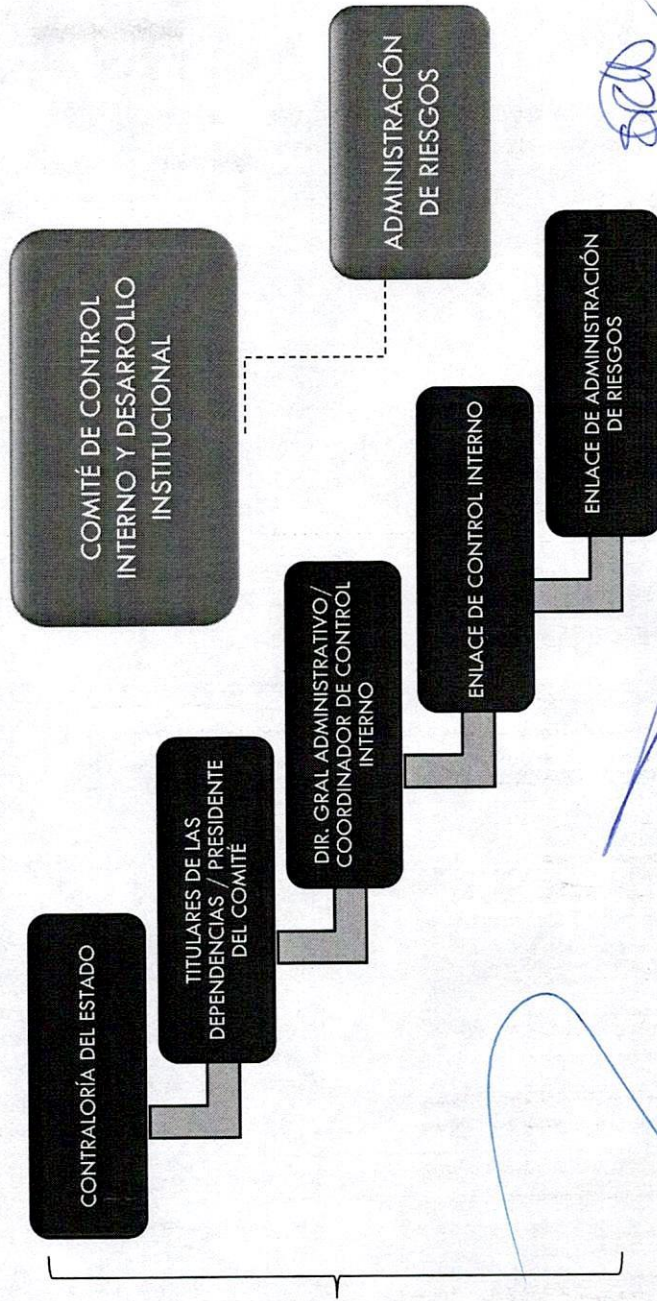 CONTRALORÍA DEL ESTADO
TITULARES DE LAS
DEPENDENCIAS / PRESIDENTE
DEL COMITÉ
DIR. GRAL ADMINISTRATIVO/
COORDINADOR DE CONTROL
INTERNO
ENLACE DE CONTROL INTERNO
ENLACE DE ADMINISTRACIÓN
DE RIESGOS
COMITÉ DE CONTROL
INTERNO Y DESARROLLO
INSTITUCIONAL
ADMINISTRACIÓN
DE RIESGOS